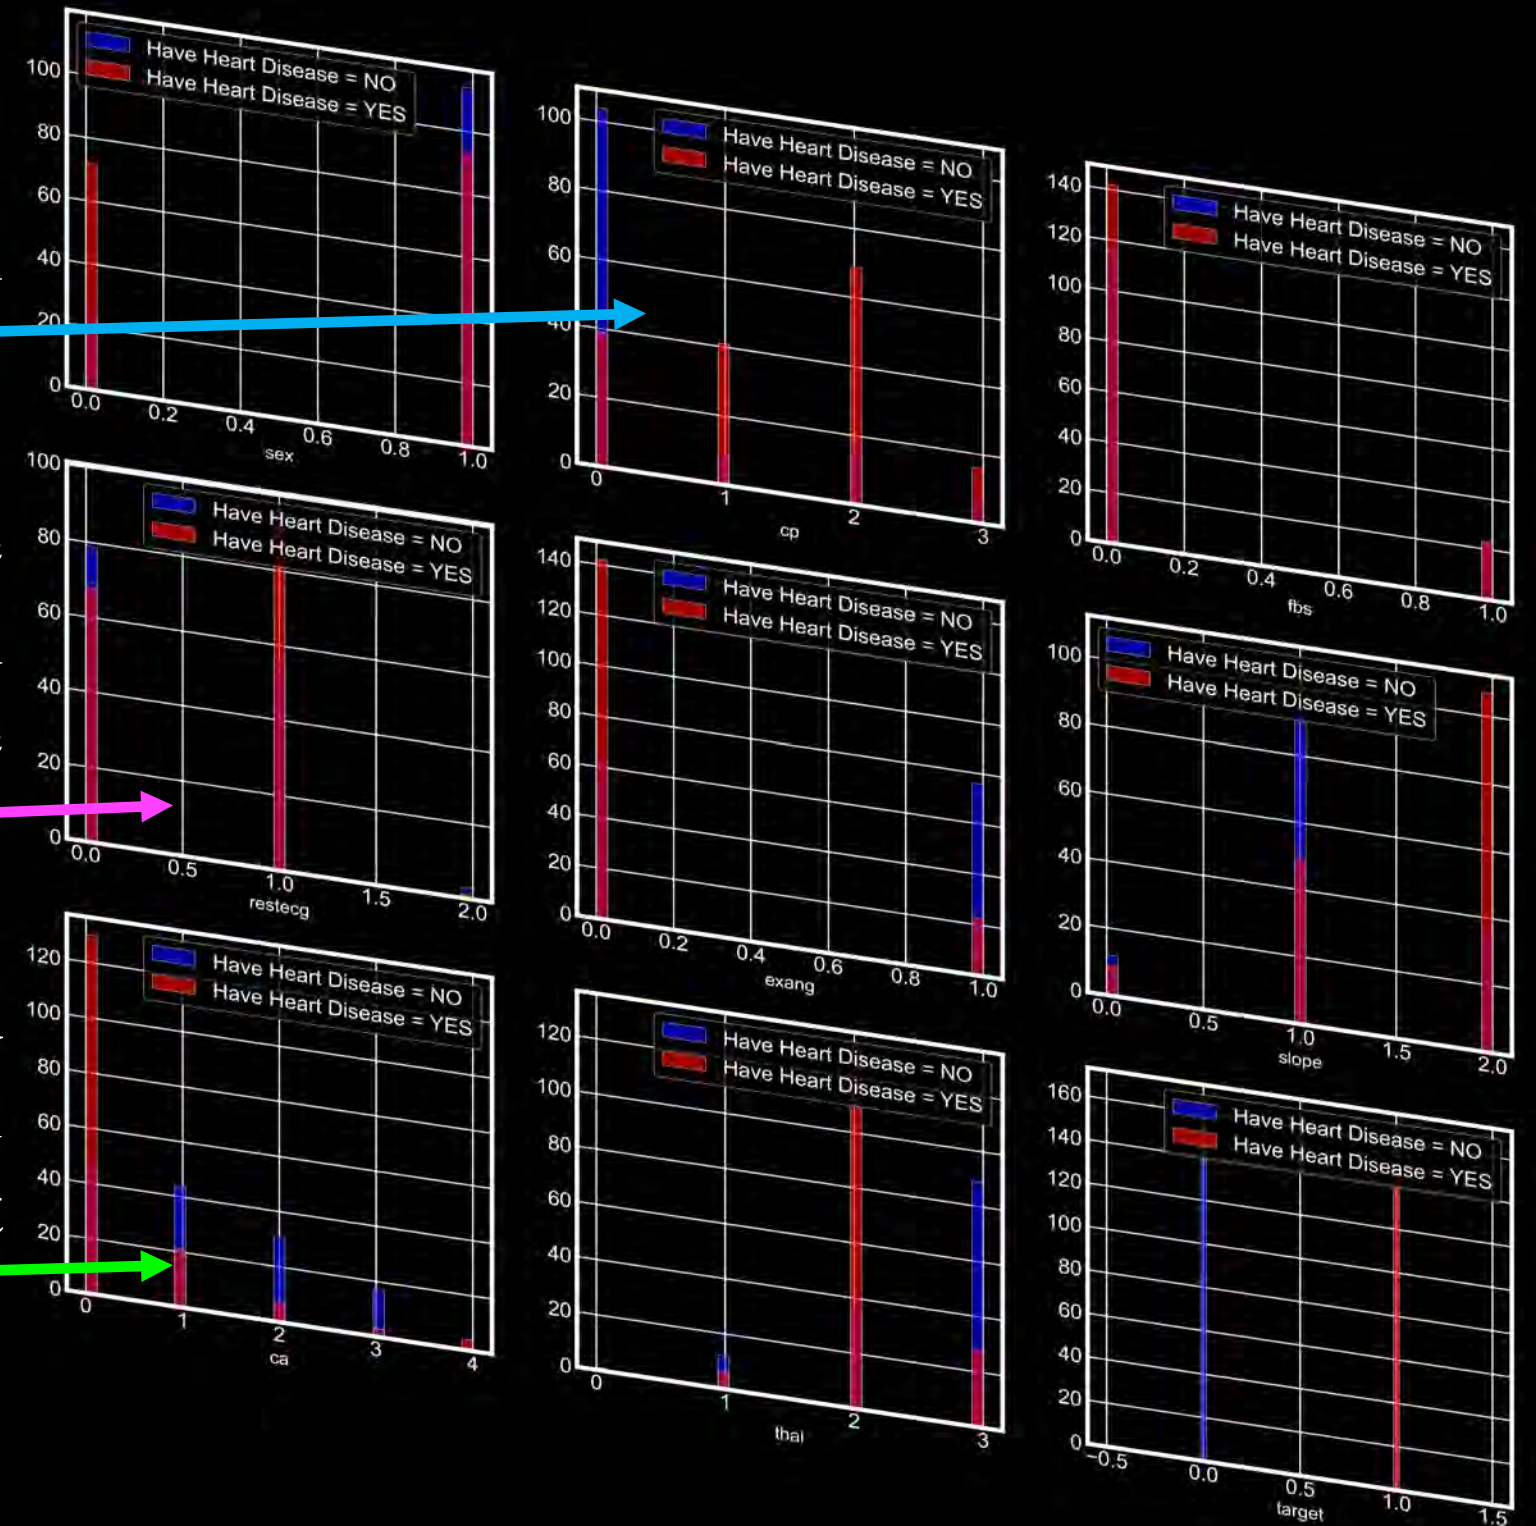 Have Heart Disease = NO
Have Heart Disease = YES
100
80
60
40
20
0
0.0 0.2 0.4 0.6 0.8 1.0
sex
Have Heart Disease = NO
Have Heart Disease = YES
100
80
60
40
20
0
0 1 2 3
cp
Have Heart Disease = NO
Have Heart Disease = YES
140
120
100
80
60
40
20
0
0.0 0.2 0.4 0.6 0.8 1.0
fbs
Have Heart Disease = NO
Have Heart Disease = YES
100
80
60
40
20
0
0.0 0.5 1.0 1.5 2.0
restecg
Have Heart Disease = NO
Have Heart Disease = YES
140
120
100
80
60
40
20
0
0.0 0.2 0.4 0.6 0.8 1.0
exang
Have Heart Disease = NO
Have Heart Disease = YES
100
80
60
40
20
0
0.0 0.5 1.0 1.5 2.0
slope
Have Heart Disease = NO
Have Heart Disease = YES
120
100
80
60
40
20
0
0 1 2 3 4
ca
Have Heart Disease = NO
Have Heart Disease = YES
120
100
80
60
40
20
0
0 1 2 3
thal
Have Heart Disease = NO
Have Heart Disease = YES
160
140
120
100
80
60
40
20
0
−0.5 0.0 0.5 1.0 1.5
target